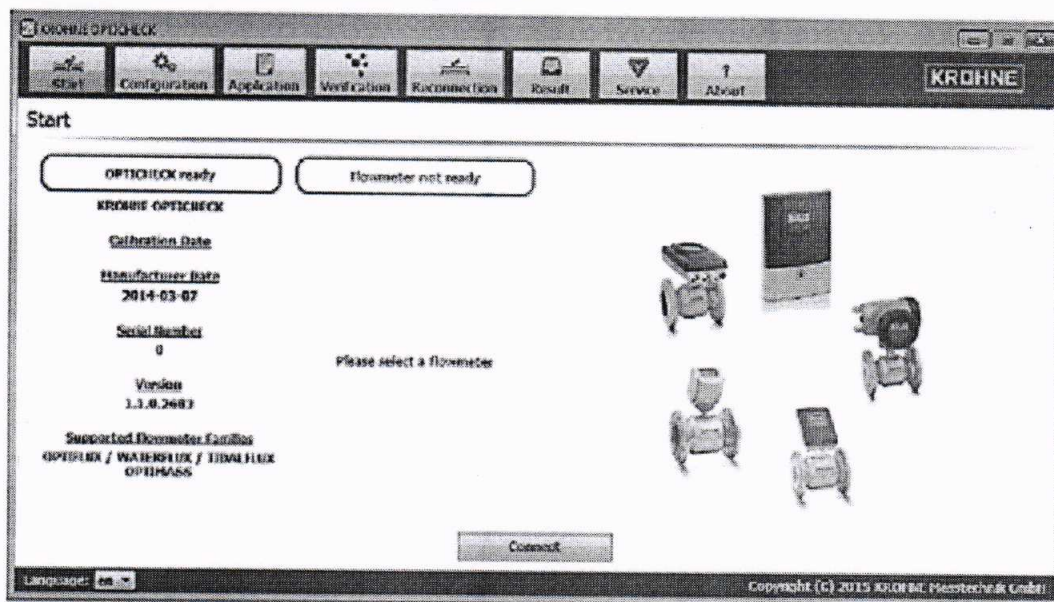 KROHNE OPTICHECK
Start
Configuration
Application
Verification
Reconnection
Result
Service
About
KROHNE
Start
OPTICHECK ready
Flowmeter not ready
KROHNE OPTICHECK
Calibration Date
Manufacturer Date
2014-03-07
Serial Number
0
Please select a flowmeter
Version
Supported Flowmeter Families
OPTIFLUX / WATERFLUX / TIDALFLUX
OPTIMASS
Connect
Language: en
Copyright (C) 2015 KROHNE Messtechnik GmbH